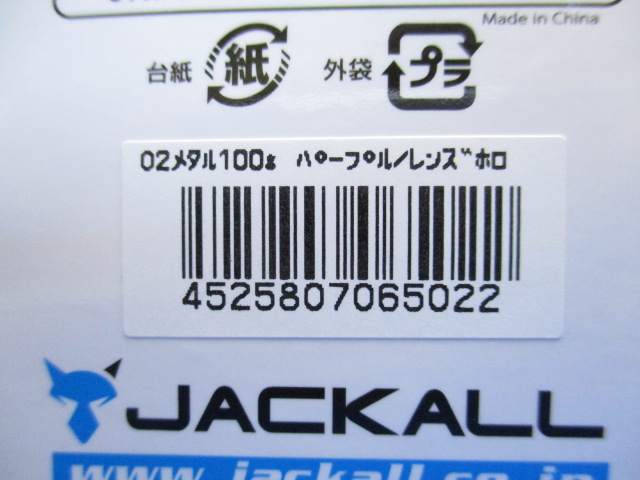 Made in China
台紙 紙 外袋 プラ
02ﾒﾀﾙ100g ﾊﾟｰﾌﾟﾙ/ﾚﾝｽﾞﾎﾛ
4525807065022
JACKALL
www.jackall.co.jp